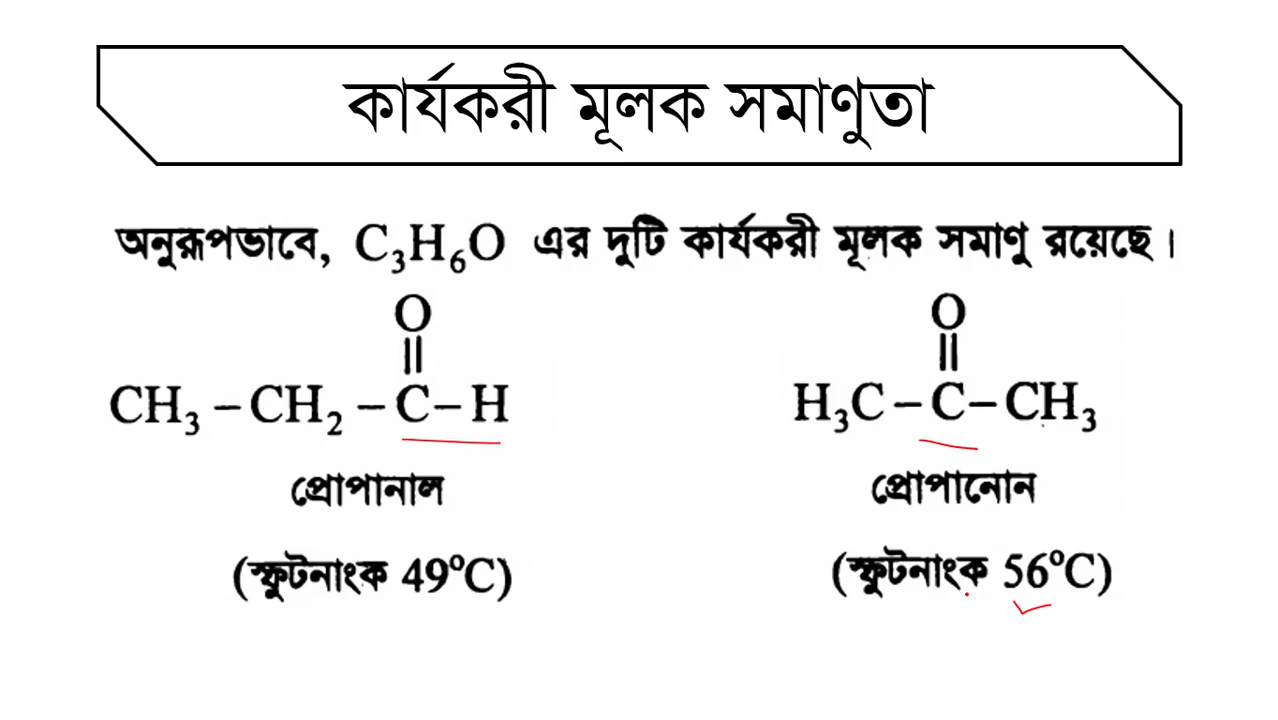 কার্যকরী মূলক সমাণুতা
অনুরূপভাবে, C₃H₆O এর দুটি কার্যকরী মূলক সমাণু রয়েছে।
O O
|| ||
CH₃ – CH₂ – C – H H₃C – C – CH₃
প্রোপানাল প্রোপানোন
(স্ফুটনাংক 49°C) (স্ফুটনাংক 56°C)